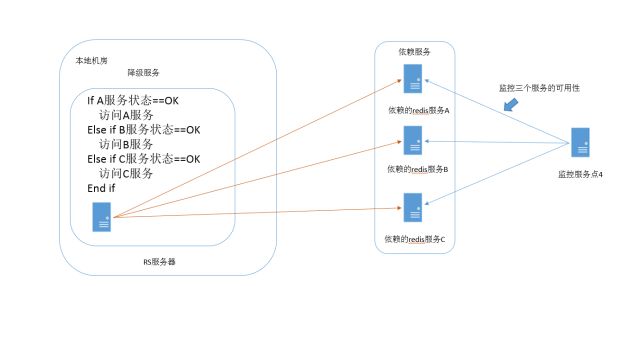 本地机房
降级服务
If A服务状态==OK
访问A服务
Else if B服务状态==OK
访问B服务
Else if C服务状态==OK
访问C服务
End if
RS服务器
依赖服务
依赖的redis服务A
依赖的redis服务B
依赖的redis服务C
监控三个服务的可用性
监控服务点4